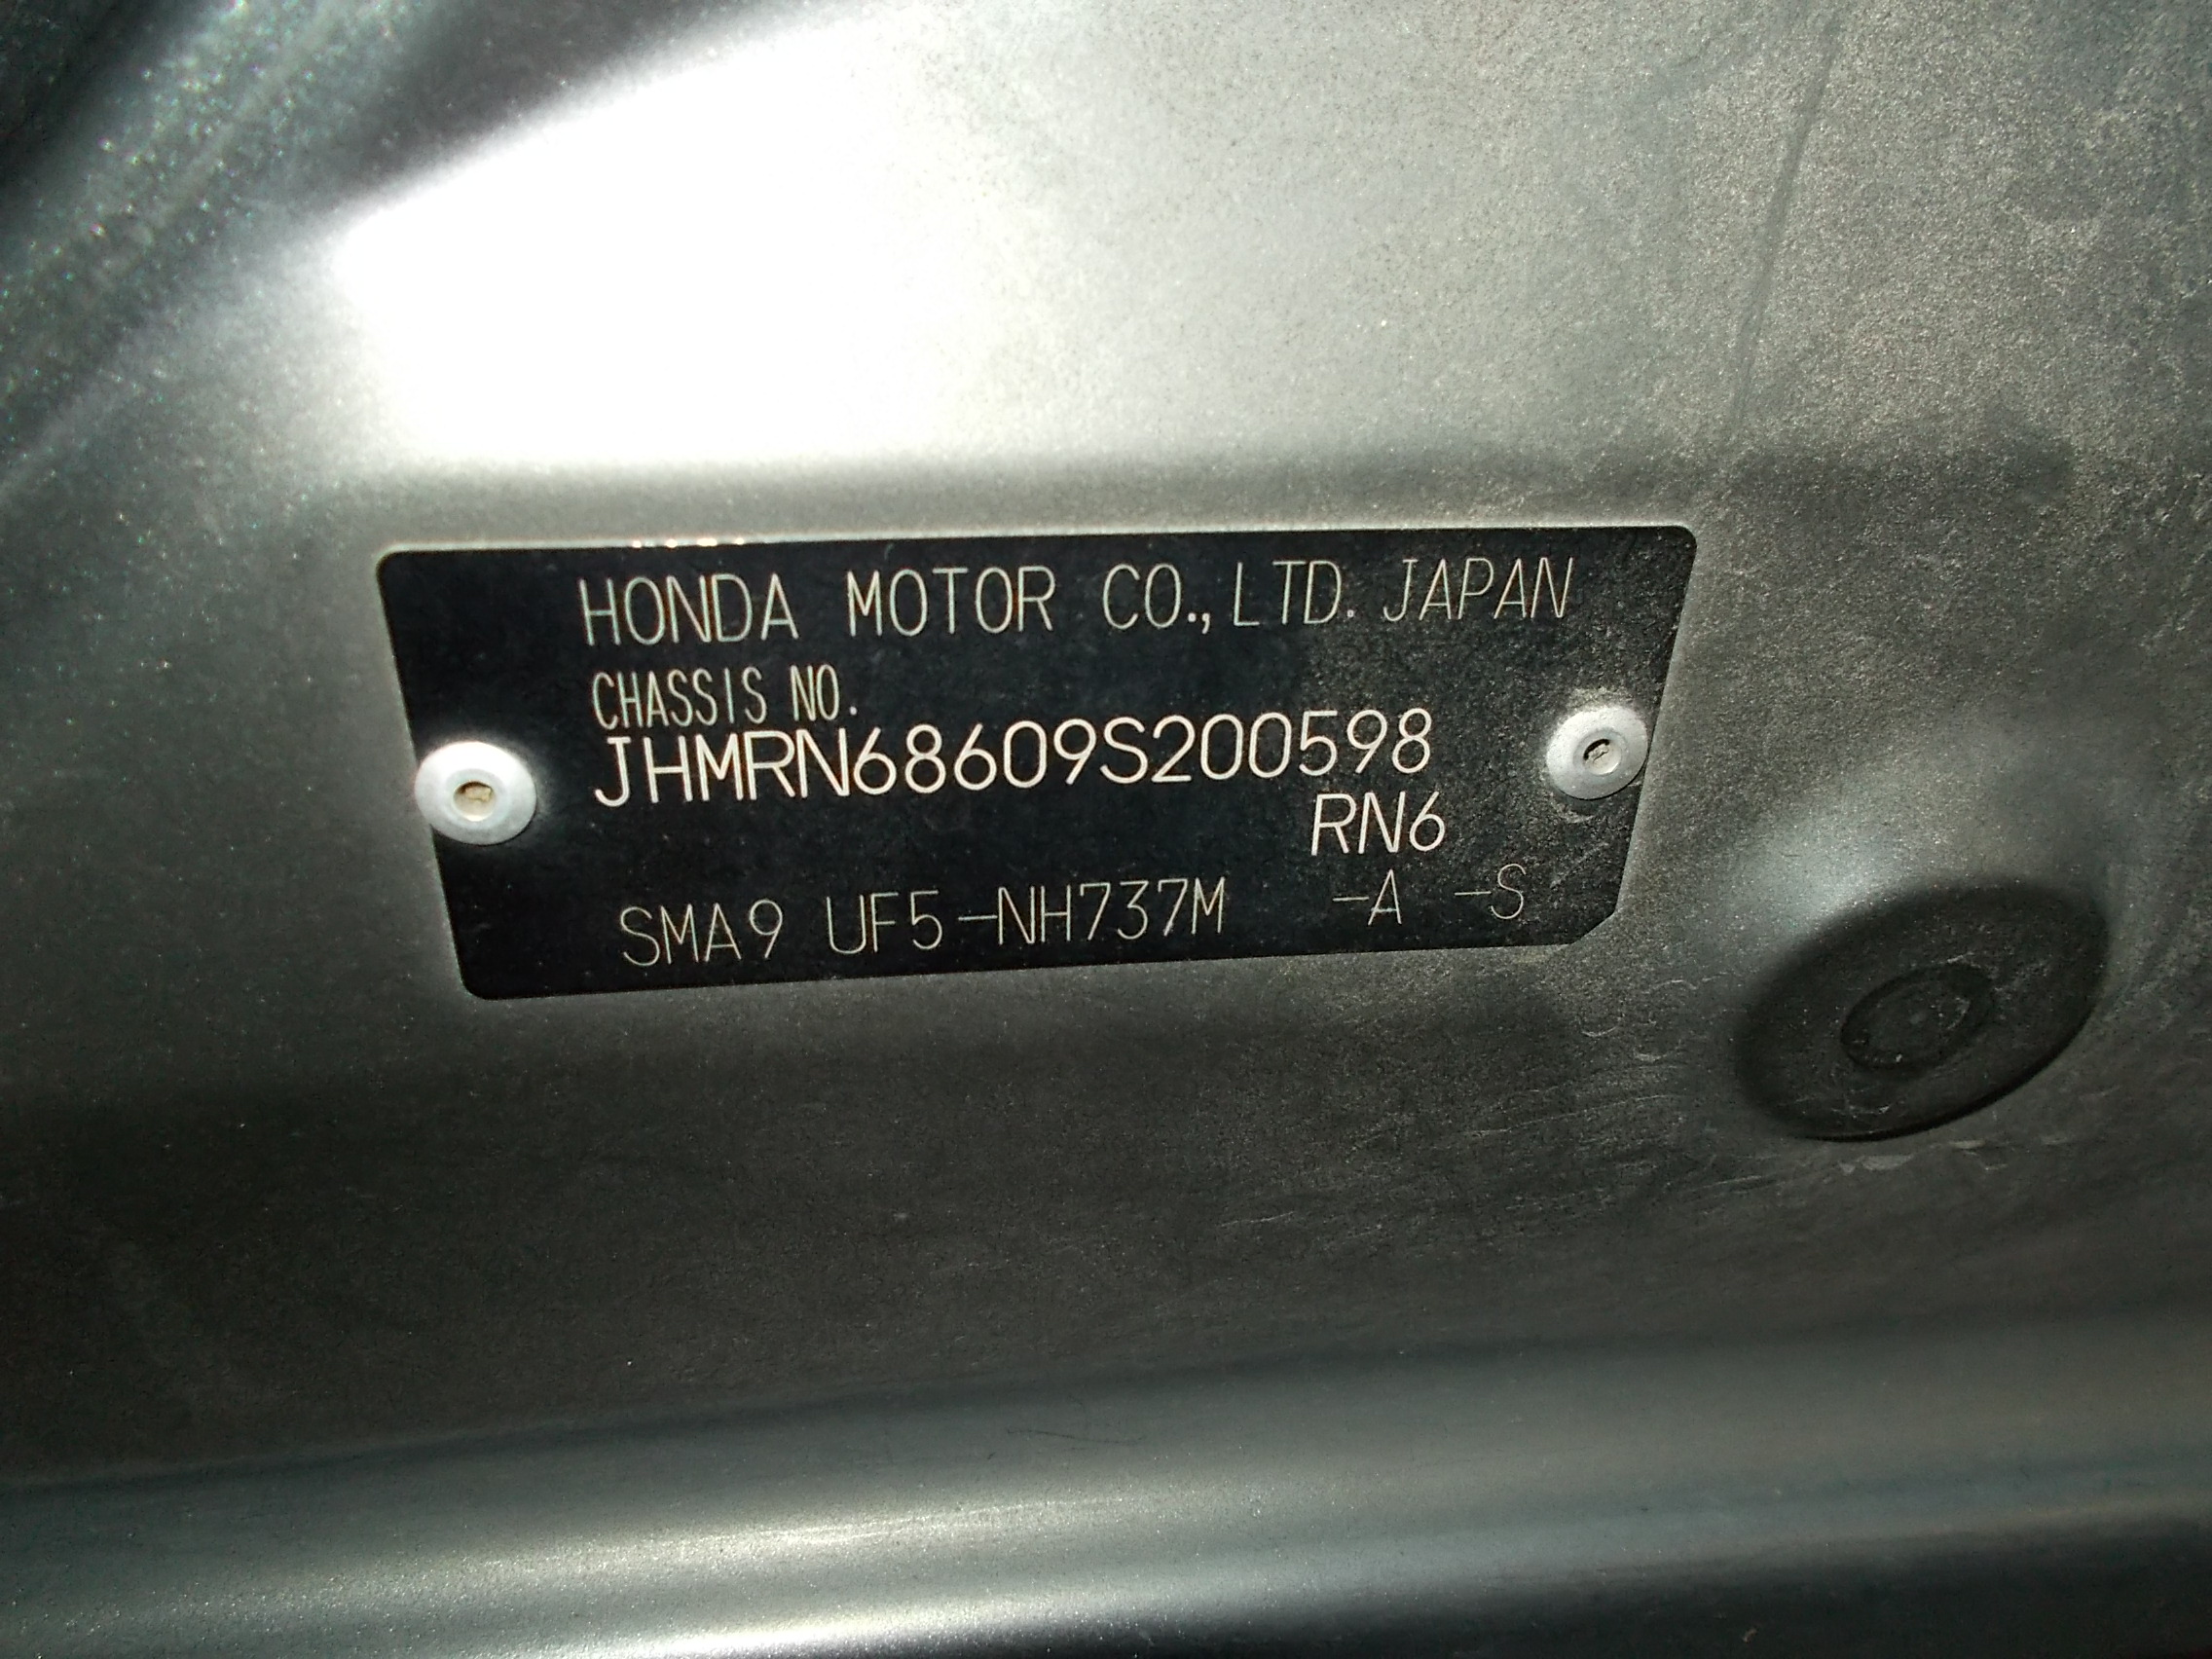 HONDA MOTOR CO., LTD. JAPAN
CHASSIS NO.
JHMRN68609S200598
RN6
SMA9 UF5-NH737M -A -S